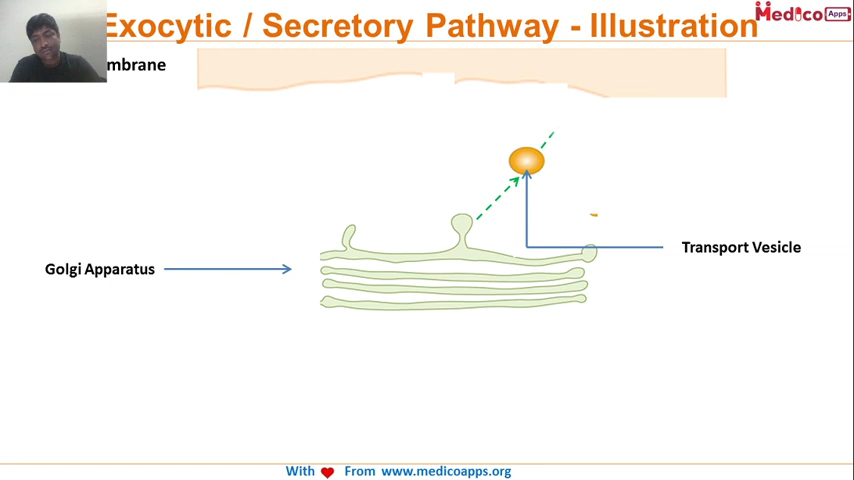 Exocytic / Secretory Pathway - Illustration
Medico Apps
mbrane
Transport Vesicle
Golgi Apparatus
With From www.medicoapps.org